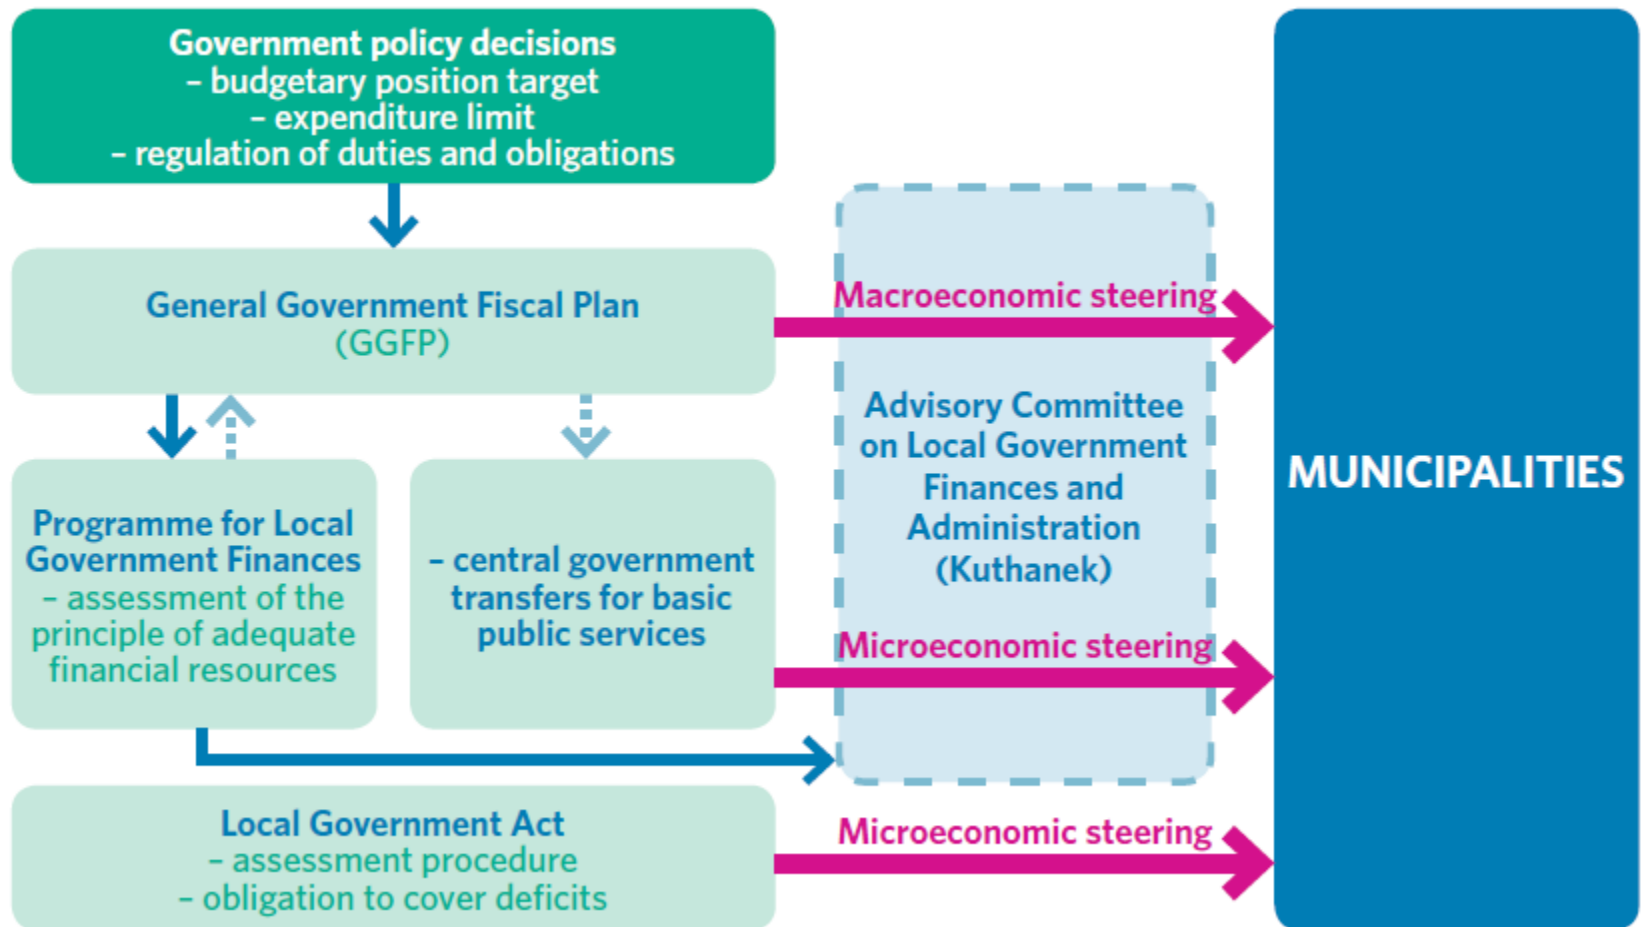 Government policy decisions
– budgetary position target
– expenditure limit
– regulation of duties and obligations
General Government Fiscal Plan
(GGFP)
Macroeconomic steering
Programme for Local
Government Finances
– assessment of the
principle of adequate
financial resources
– central government
transfers for basic
public services
Advisory Committee
on Local Government
Finances and
Administration
(Kuthanek)
Microeconomic steering
MUNICIPALITIES
Local Government Act
– assessment procedure
– obligation to cover deficits
Microeconomic steering